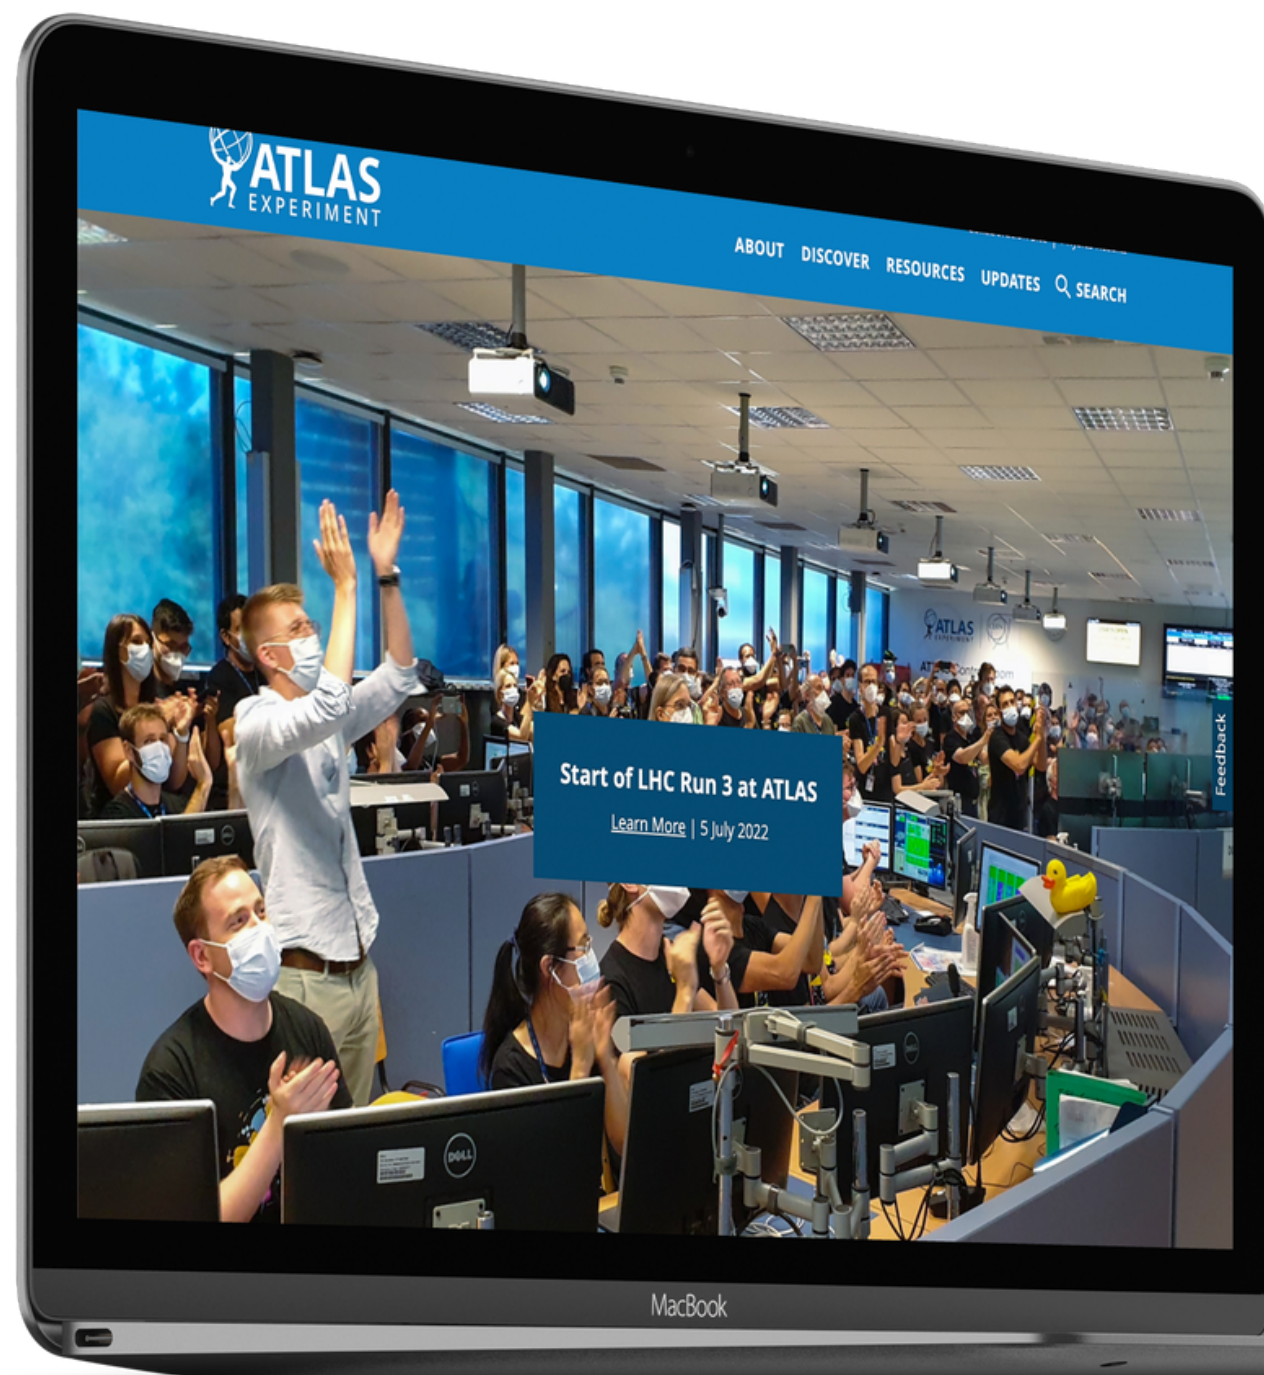 ATLAS
EXPERIMENT
ABOUT DISCOVER RESOURCES UPDATES SEARCH
ATLAS
EXPERIMENT
Feedback
Start of LHC Run 3 at ATLAS
Learn More | 5 July 2022
DELL
MacBook